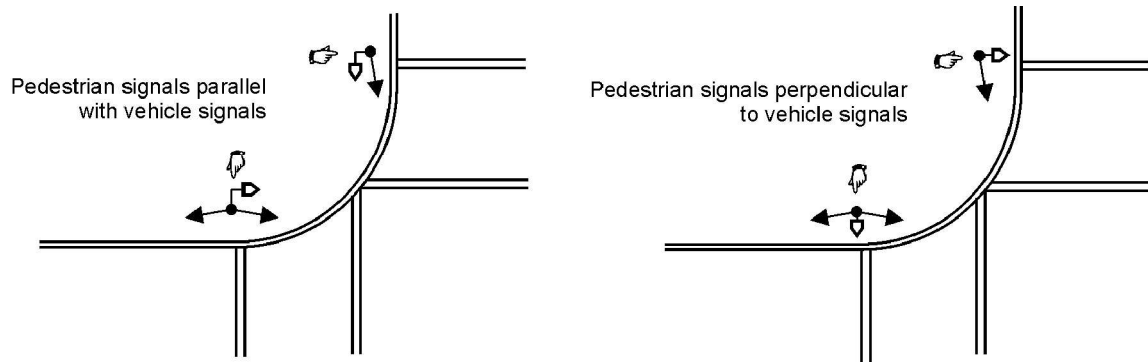 Pedestrian signals parallel
with vehicle signals
Pedestrian signals perpendicular
to vehicle signals